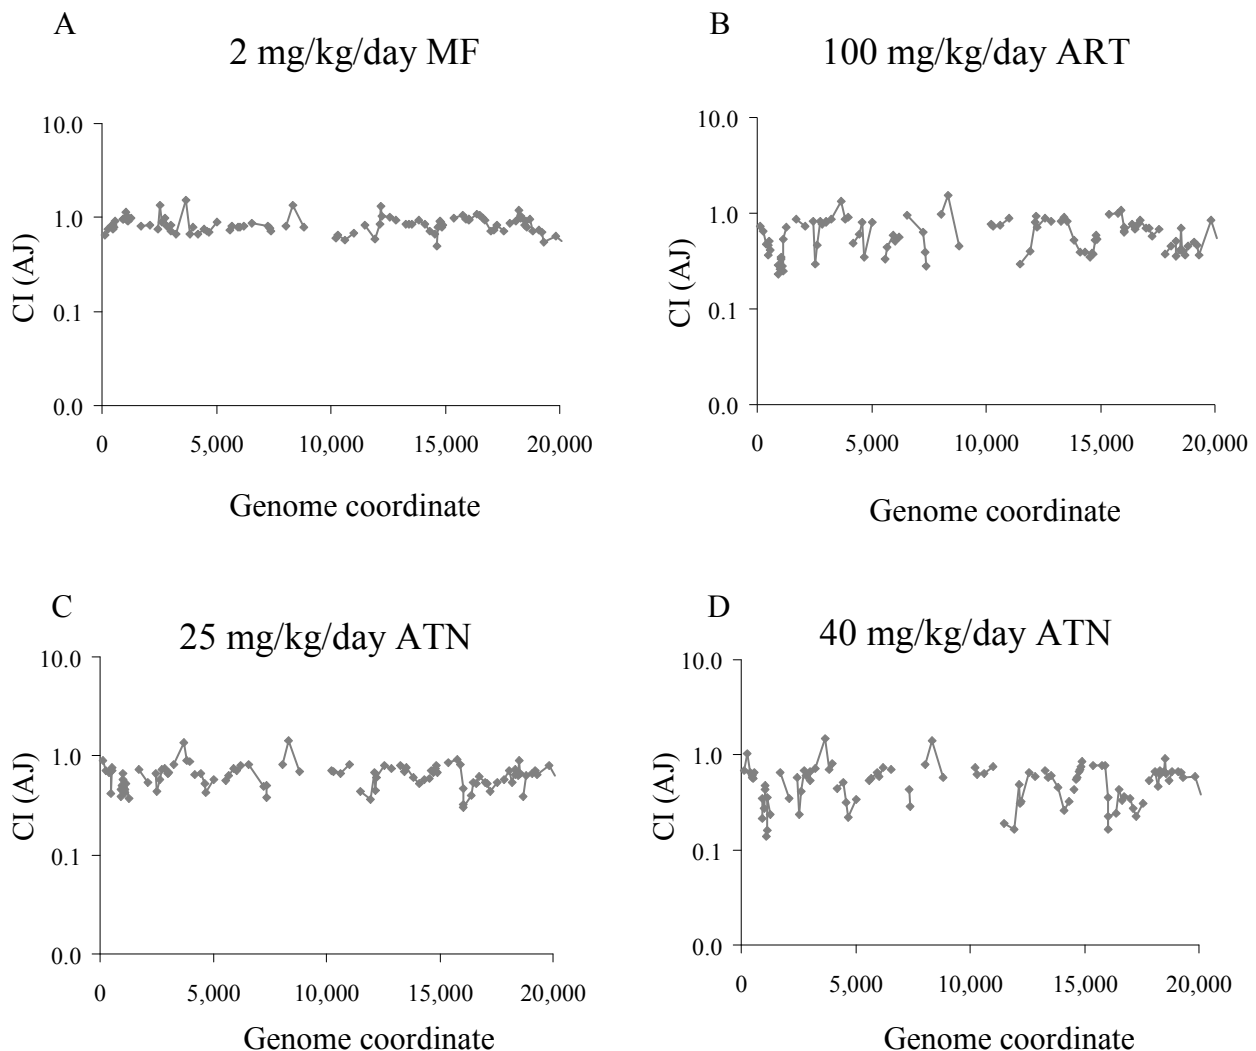 A
2 mg/kg/day MF
10.0
1.0
0.1
0.0
CI (AJ)
0 5,000 10,000 15,000 20,000
Genome coordinate
B
100 mg/kg/day ART
10.0
1.0
0.1
0.0
CI (AJ)
0 5,000 10,000 15,000 20,000
Genome coordinate
C
25 mg/kg/day ATN
10.0
1.0
0.1
0.0
CI (AJ)
0 5,000 10,000 15,000 20,000
Genome coordinate
D
40 mg/kg/day ATN
10.0
1.0
0.1
0.0
CI (AJ)
0 5,000 10,000 15,000 20,000
Genome coordinate